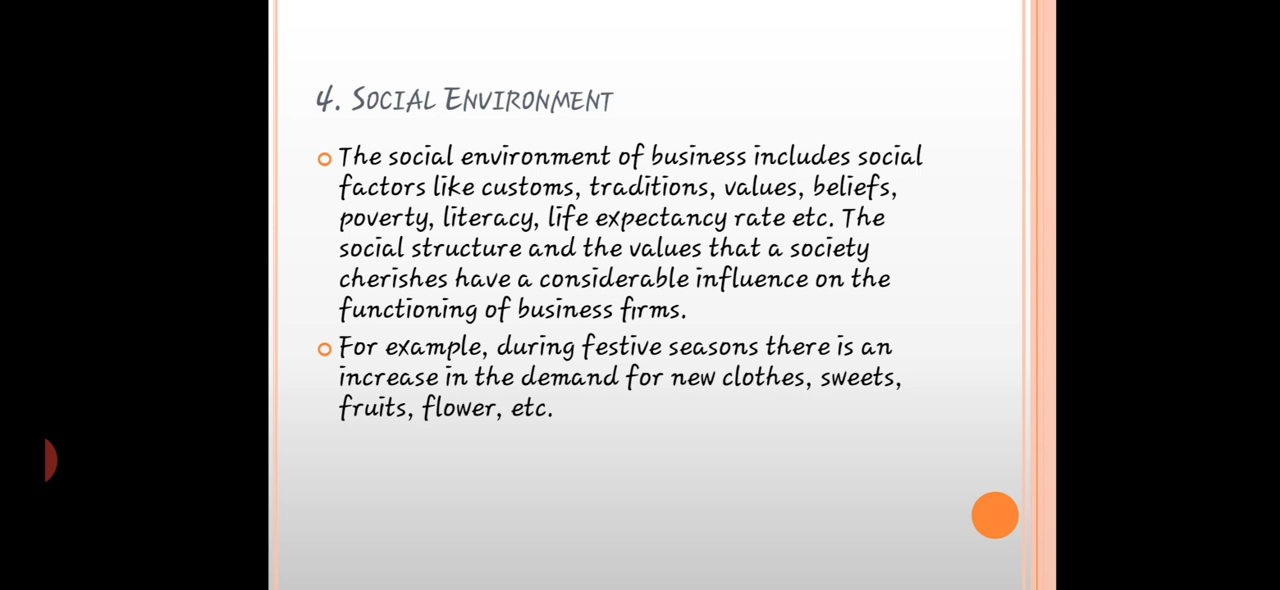 4. SOCIAL ENVIRONMENT
The social environment of business includes social
factors like customs, traditions, values, beliefs,
poverty, literacy, life expectancy rate etc. The
social structure and the values that a society
cherishes have a considerable influence on the
functioning of business firms.
For example, during festive seasons there is an
increase in the demand for new clothes, sweets,
fruits, flower, etc.